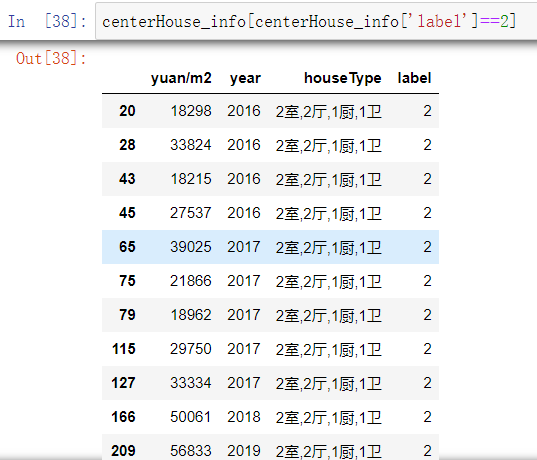 In [38]: centerHouse_info[centerHouse_info['label']==2]
Out[38]:
yuan/m2 year houseType label
20 18298 2016 2室,2厅,1厨,1卫 2
28 33824 2016 2室,2厅,1厨,1卫 2
43 18215 2016 2室,2厅,1厨,1卫 2
45 27537 2016 2室,2厅,1厨,1卫 2
65 39025 2017 2室,2厅,1厨,1卫 2
75 21866 2017 2室,2厅,1厨,1卫 2
79 18962 2017 2室,2厅,1厨,1卫 2
115 29750 2017 2室,2厅,1厨,1卫 2
127 33334 2017 2室,2厅,1厨,1卫 2
166 50061 2018 2室,2厅,1厨,1卫 2
209 56833 2019 2室,2厅,1厨,1卫 2